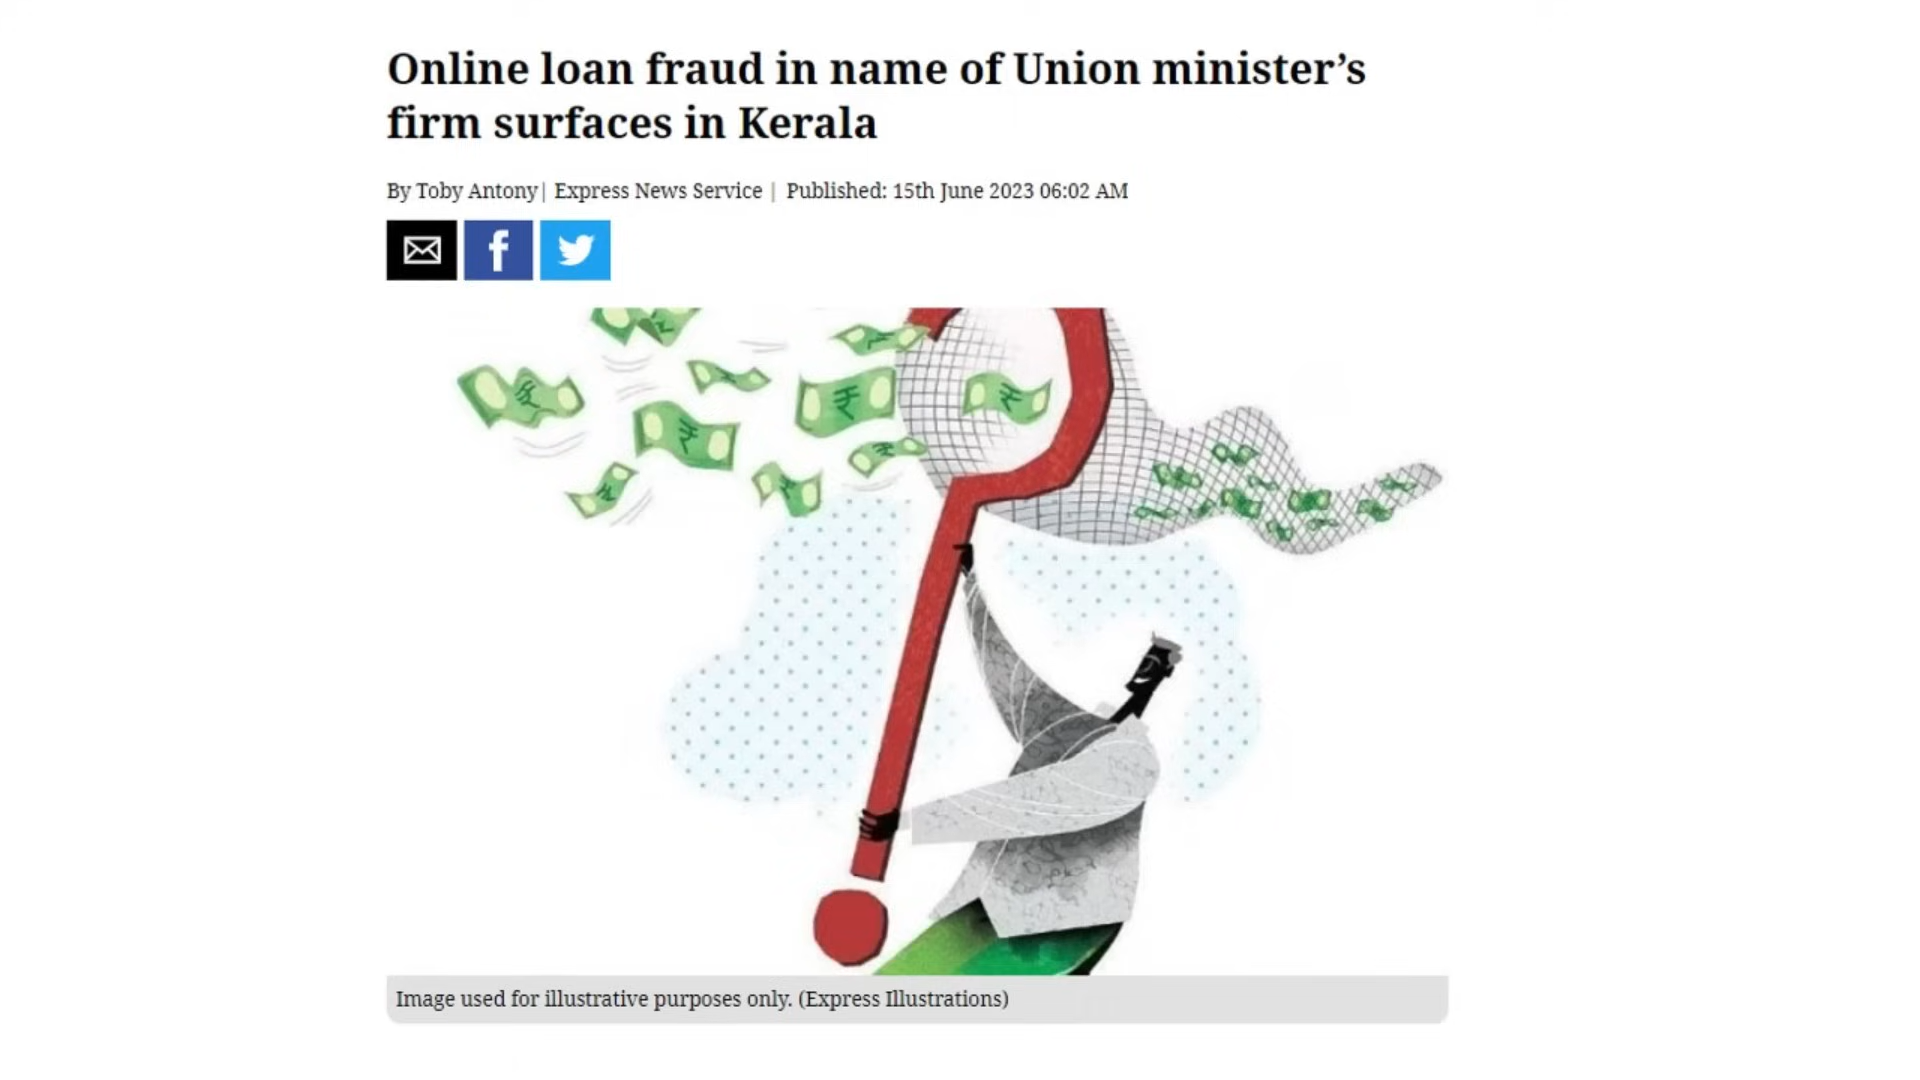 Online loan fraud in name of Union minister’s
firm surfaces in Kerala
By Toby Antony| Express News Service | Published: 15th June 2023 06:02 AM
f
₹
₹
₹
₹
₹
₹
₹
₹
₹
Image used for illustrative purposes only. (Express Illustrations)